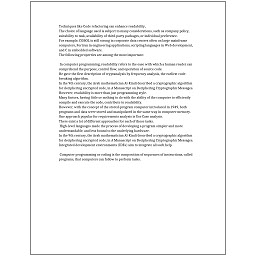 Techniques like Code refactoring can enhance readability.
The choice of language used is subject to many considerations, such as company policy,
suitability to task, availability of third-party packages, or individual preference.
For example, COBOL is still strong in corporate data centers often on large mainframe
computers, Fortran in engineering applications, scripting languages in Web development,
and C in embedded software.
The following properties are among the most important:
In computer programming, readability refers to the ease with which a human reader can
comprehend the purpose, control flow, and operation of source code.
He gave the first description of cryptanalysis by frequency analysis, the earliest code
breaking algorithm.
In the 9th century, the Arab mathematician Al-Kindi described a cryptographic algorithm
for deciphering encrypted code, in A Manuscript on Deciphering Cryptographic Messages.
However, readability is more than just programming style.
Many factors, having little or nothing to do with the ability of the computer to efficiently
compile and execute the code, contribute to readability.
However, with the concept of the stored-program computer introduced in 1949, both
programs and data were stored and manipulated in the same way in computer memory.
One approach popular for requirements analysis is Use Case analysis.
There exist a lot of different approaches for each of those tasks.
High-level languages made the process of developing a program simpler and more
understandable, and less bound to the underlying hardware.
In the 9th century, the Arab mathematician Al-Kindi described a cryptographic algorithm
for deciphering encrypted code, in A Manuscript on Deciphering Cryptographic Messages.
Integrated development environments (IDEs) aim to integrate all such help.
Computer programming or coding is the composition of sequences of instructions, called
programs, that computers can follow to perform tasks.